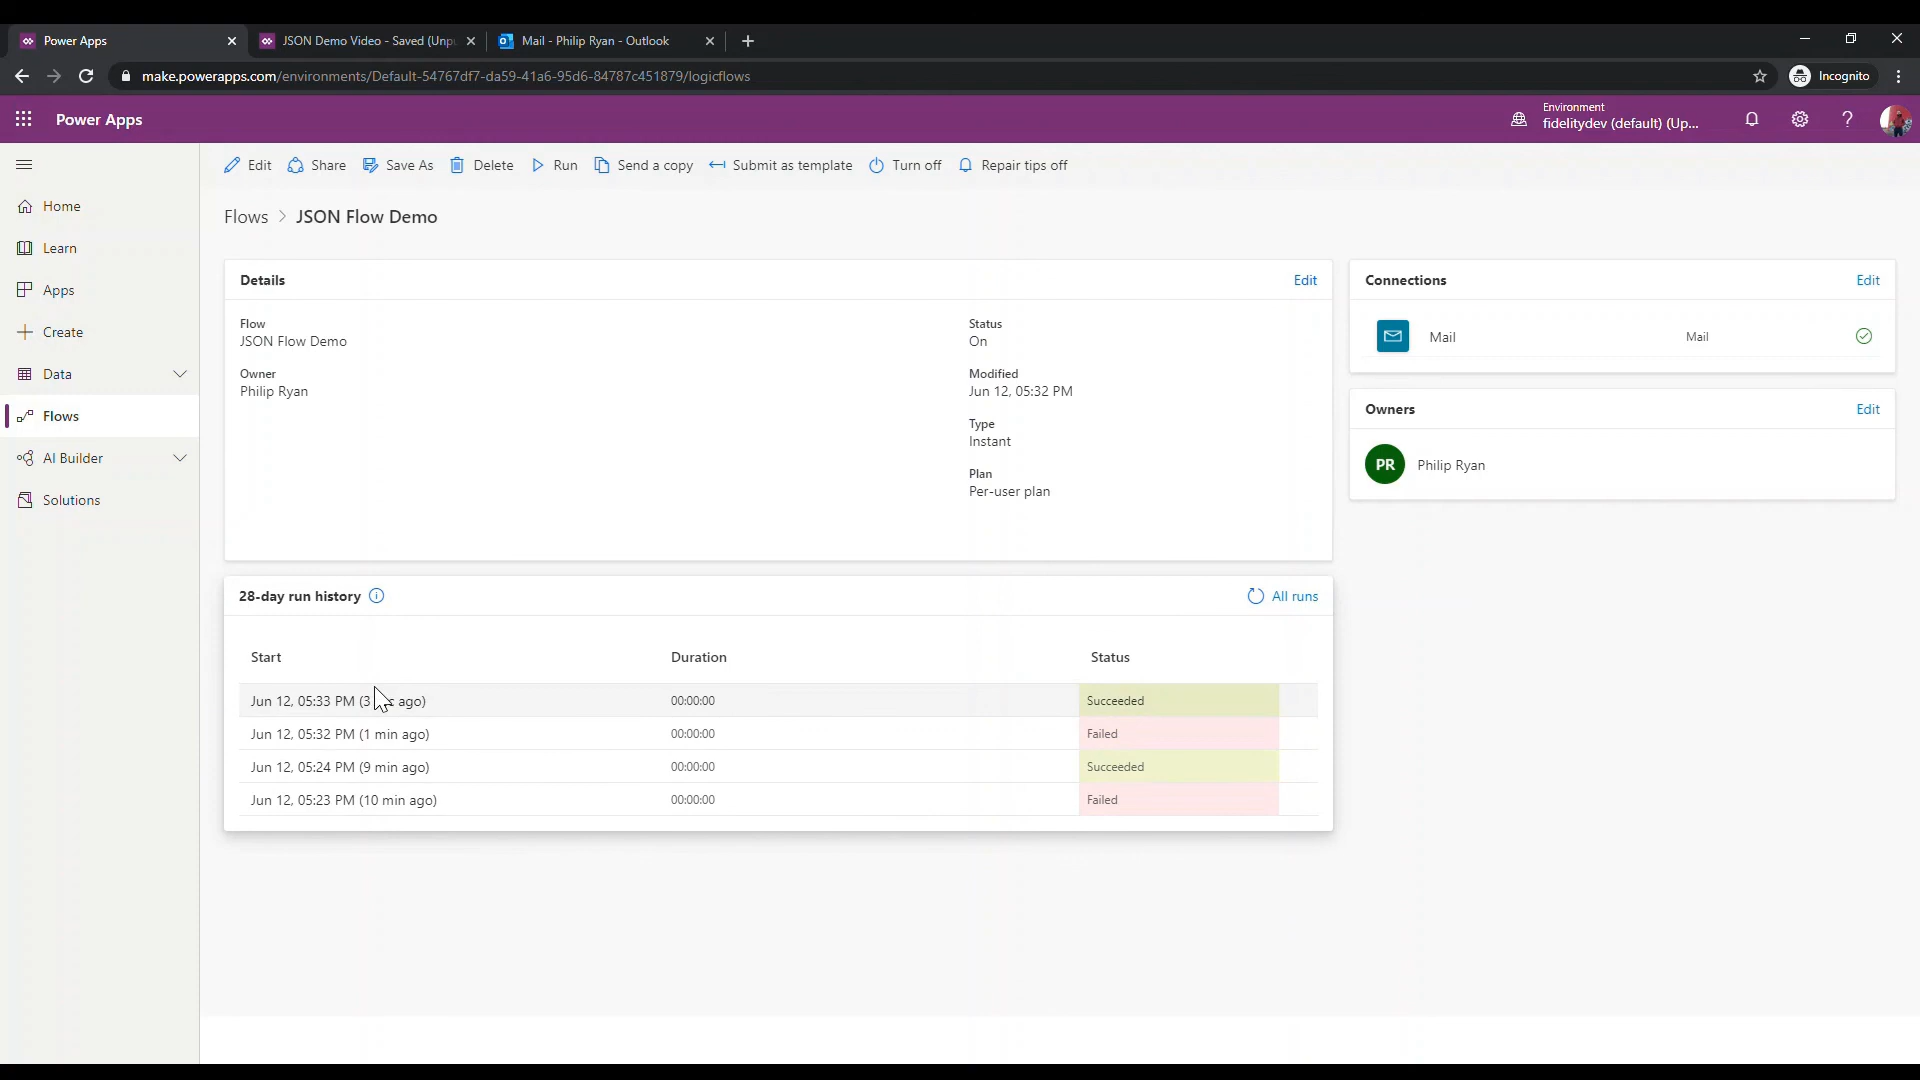 Power Apps
JSON Demo Video - Saved (Unp
Mail - Philip Ryan - Outlook
make.powerapps.com/environments/Default-54767df7-da59-41a6-95d6-84787c451879/logicflows
Incognito
Power Apps
Environment
fidelitydev (default) (Up...
Edit
Share
Save As
Delete
Run
Send a copy
Submit as template
Turn off
Repair tips off
Home
Learn
Apps
Create
Data
Flows
AI Builder
Solutions
Flows > JSON Flow Demo
Details
Edit
Flow
JSON Flow Demo
Owner
Philip Ryan
Status
On
Modified
Jun 12, 05:32 PM
Type
Instant
Plan
Per-user plan
Connections
Edit
Mail
Mail
Owners
Edit
PR
Philip Ryan
28-day run history
All runs
Start
Duration
Status
Jun 12, 05:33 PM (3 ago)
00:00:00
Succeeded
Jun 12, 05:32 PM (1 min ago)
00:00:00
Failed
Jun 12, 05:24 PM (9 min ago)
00:00:00
Succeeded
Jun 12, 05:23 PM (10 min ago)
00:00:00
Failed